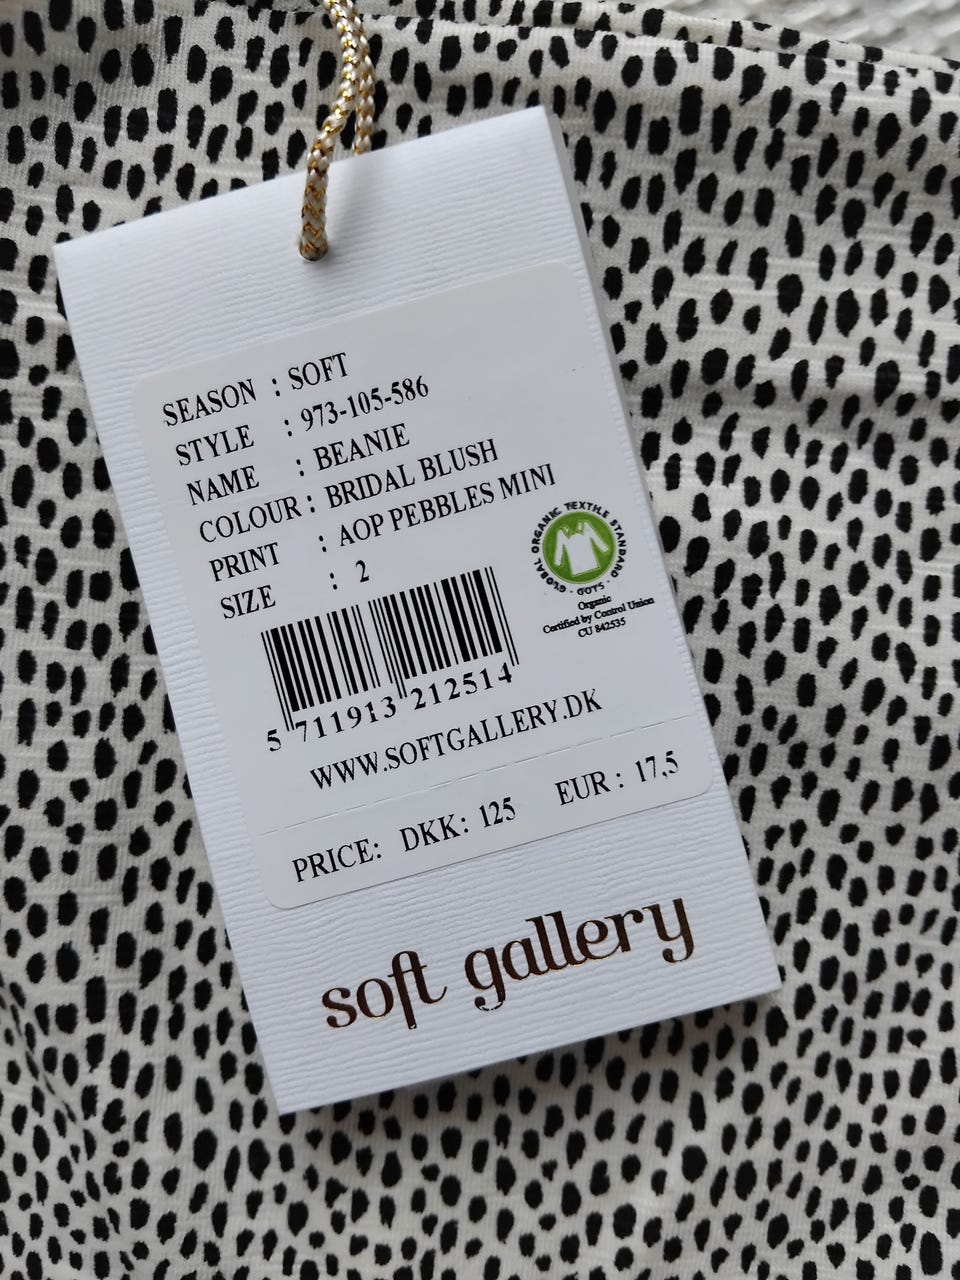 SEASON : SOFT
STYLE : 973-105-586
NAME : BEANIE
COLOUR : BRIDAL BLUSH
PRINT : AOP PEBBLES MINI
SIZE : 2
GLOBAL ORGANIC TEXTILE STANDARD · GOTS ·
Organic
Certified by Control Union
CU 842535
5 711913 212514
WWW.SOFTGALLERY.DK
PRICE: DKK: 125 EUR : 17,5
soft gallery